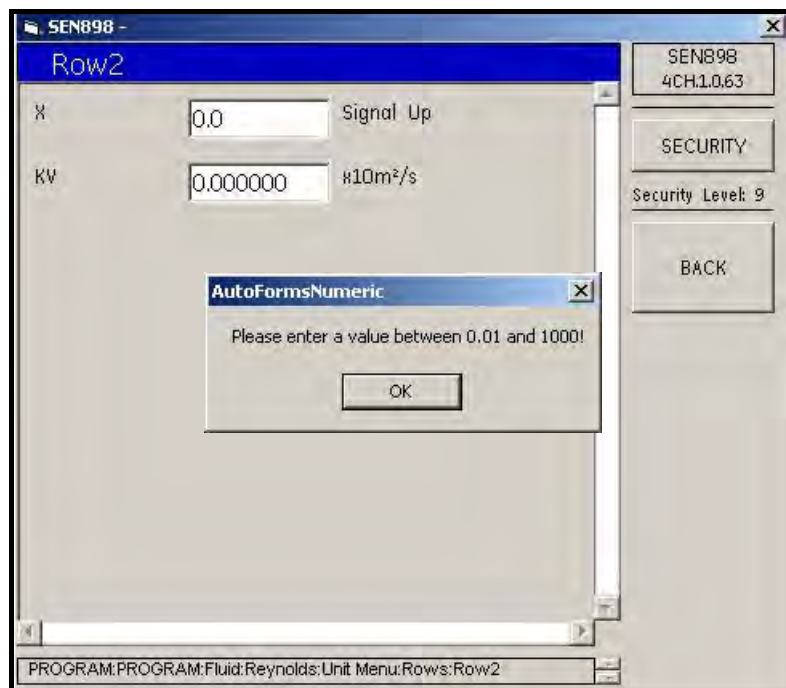 SEN898 -
Row2
SEN898
4CH.1.0.63
X 0.0 Signal Up
SECURITY
KV 0.000000 x10m²/s
Security Level: 9
BACK
AutoFormsNumeric
Please enter a value between 0.01 and 1000!
OK
PROGRAM:PROGRAM:Fluid:Reynolds:Unit Menu:Rows:Row2